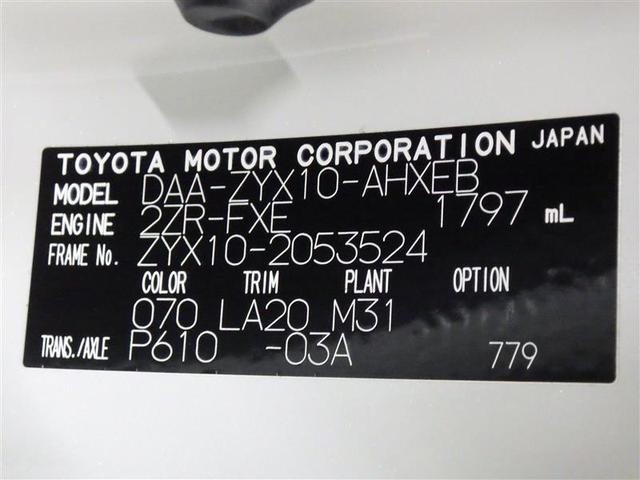 TOYOTA MOTOR CORPORATION JAPAN
MODEL DAA-ZYX10-AHXEB
ENGINE 2ZR-FXE 1797 mL
FRAME No. ZYX10-2053524
COLOR TRIM PLANT OPTION
070 LA20 M31
TRANS./AXLE P610 -03A 779